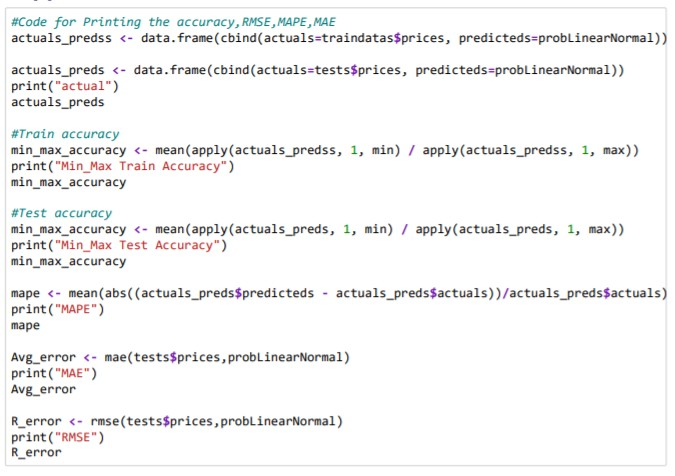 #Code for Printing the accuracy,RMSE,MAPE,MAE
actuals_predss <- data.frame(cbind(actuals=traindatas$prices, predicteds=probLinearNormal))
actuals_preds <- data.frame(cbind(actuals=tests$prices, predicteds=probLinearNormal))
print("actual")
actuals_preds
#Train accuracy
min_max_accuracy <- mean(apply(actuals_predss, 1, min) / apply(actuals_predss, 1, max))
print("Min_Max Train Accuracy")
min_max_accuracy
#Test accuracy
min_max_accuracy <- mean(apply(actuals_preds, 1, min) / apply(actuals_preds, 1, max))
print("Min_Max Test Accuracy")
min_max_accuracy
mape <- mean(abs((actuals_preds$predicteds - actuals_preds$actuals))/actuals_preds$actuals)
print("MAPE")
mape
Avg_error <- mae(tests$prices,probLinearNormal)
print("MAE")
Avg_error
R_error <- rmse(tests$prices,probLinearNormal)
print("RMSE")
R_error